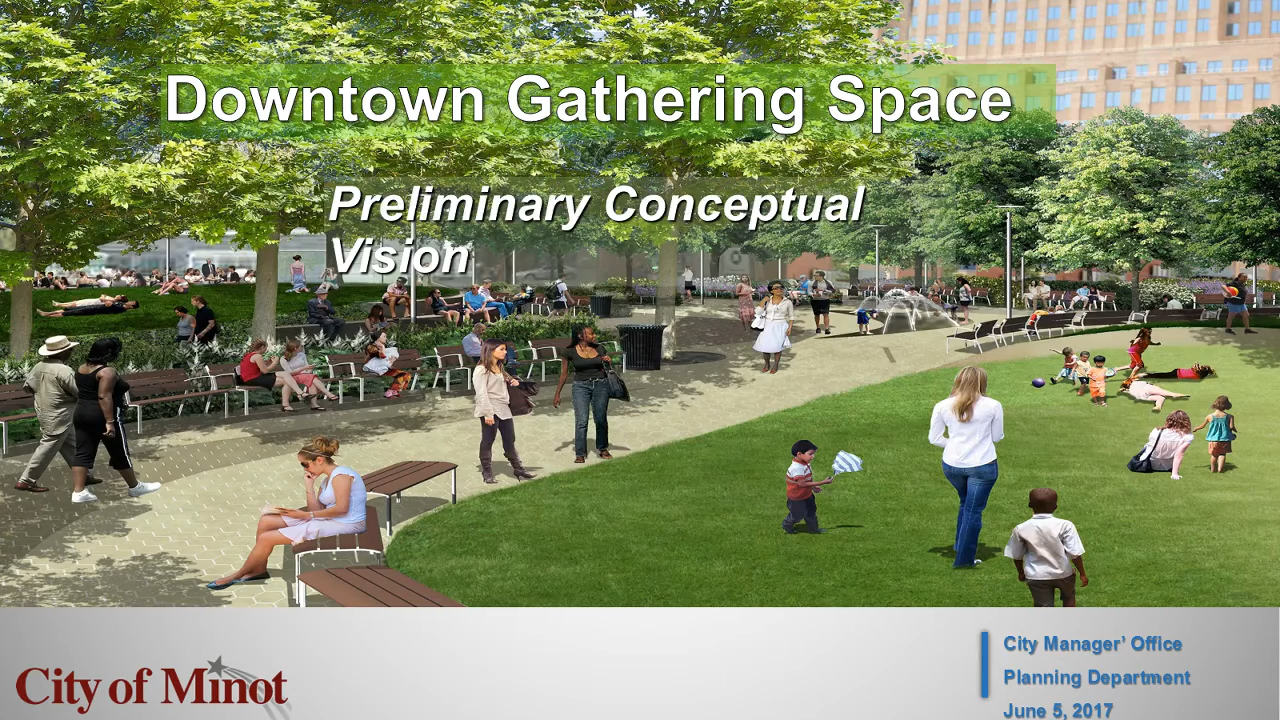 Downtown Gathering Space
Preliminary Conceptual
Vision
City of Minot
City Manager’ Office
Planning Department
June 5, 2017